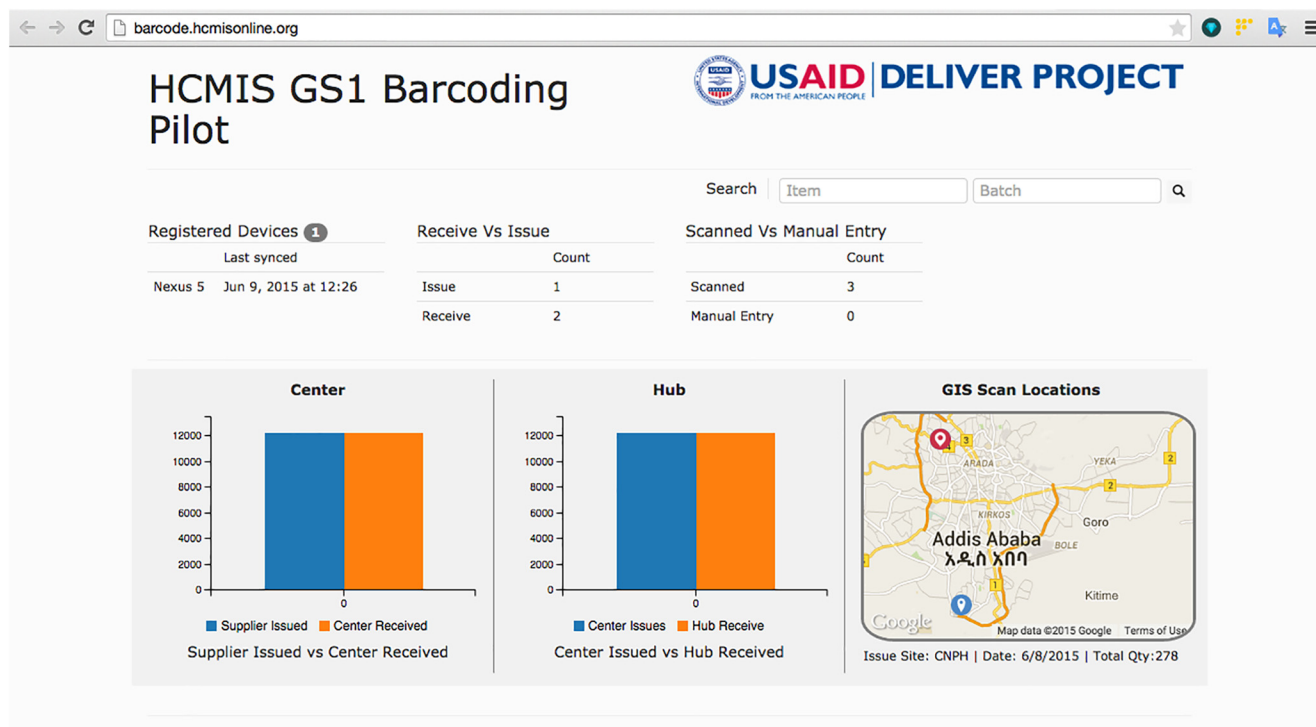 barcode.hcmisonline.org
HCMIS GS1 Barcoding
Pilot
USAID
USAID DELIVER PROJECT
FROM THE AMERICAN PEOPLE
Search Item Batch
Registered Devices 1
Last synced
Nexus 5 Jun 9, 2015 at 12:26
Receive Vs Issue
Count
Issue 1
Receive 2
Scanned Vs Manual Entry
Count
Scanned 3
Manual Entry 0
Center
12000
10000
8000
6000
4000
2000
0
0
Supplier Issued Center Received
Supplier Issued vs Center Received
Hub
12000
10000
8000
6000
4000
2000
0
0
Center Issues Hub Receive
Center Issued vs Hub Received
GIS Scan Locations
3
ARADA
YEKA
2
2
KIRKOS
Goro
Addis Ababa
BOLE
አዲስ አበባ
1
Kitime
Google
Map data ©2015 Google Terms of Use
Issue Site: CNPH | Date: 6/8/2015 | Total Qty:278